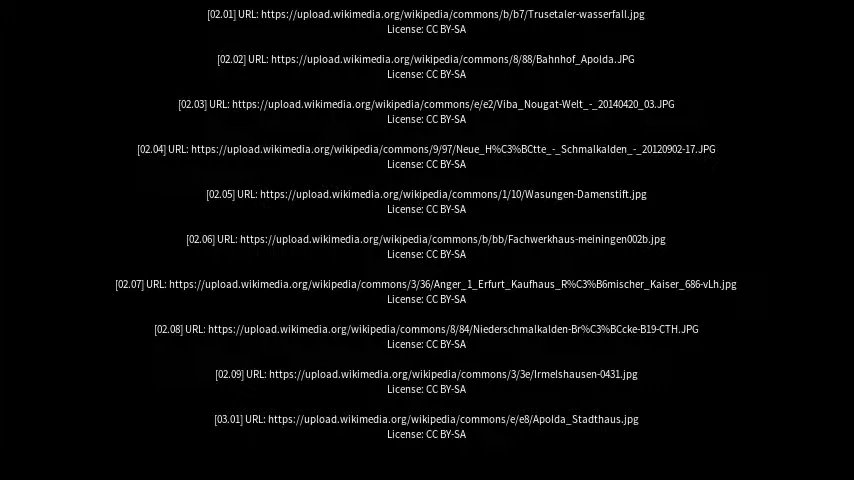 [02.01] URL: https://upload.wikimedia.org/wikipedia/commons/b/b7/Trusetaler-wasserfall.jpg
License: CC BY-SA
[02.02] URL: https://upload.wikimedia.org/wikipedia/commons/8/88/Bahnhof_Apolda.JPG
License: CC BY-SA
[02.03] URL: https://upload.wikimedia.org/wikipedia/commons/e/e2/Viba_Nougat-Welt_-_20140420_03.JPG
License: CC BY-SA
[02.04] URL: https://upload.wikimedia.org/wikipedia/commons/9/97/Neue_H%C3%BCtte_-_Schmalkalden_-_20120902-17.JPG
License: CC BY-SA
[02.05] URL: https://upload.wikimedia.org/wikipedia/commons/1/10/Wasungen-Damenstift.jpg
License: CC BY-SA
[02.06] URL: https://upload.wikimedia.org/wikipedia/commons/b/bb/Fachwerkhaus-meiningen002b.jpg
License: CC BY-SA
[02.07] URL: https://upload.wikimedia.org/wikipedia/commons/3/36/Anger_1_Erfurt_Kaufhaus_R%C3%B6mischer_Kaiser_686-vLh.jpg
License: CC BY-SA
[02.08] URL: https://upload.wikimedia.org/wikipedia/commons/8/84/Niederschmalkalden-Br%C3%BCcke-B19-CTH.JPG
License: CC BY-SA
[02.09] URL: https://upload.wikimedia.org/wikipedia/commons/3/3e/Irmelshausen-0431.jpg
License: CC BY-SA
[03.01] URL: https://upload.wikimedia.org/wikipedia/commons/e/e8/Apolda_Stadthaus.jpg
License: CC BY-SA